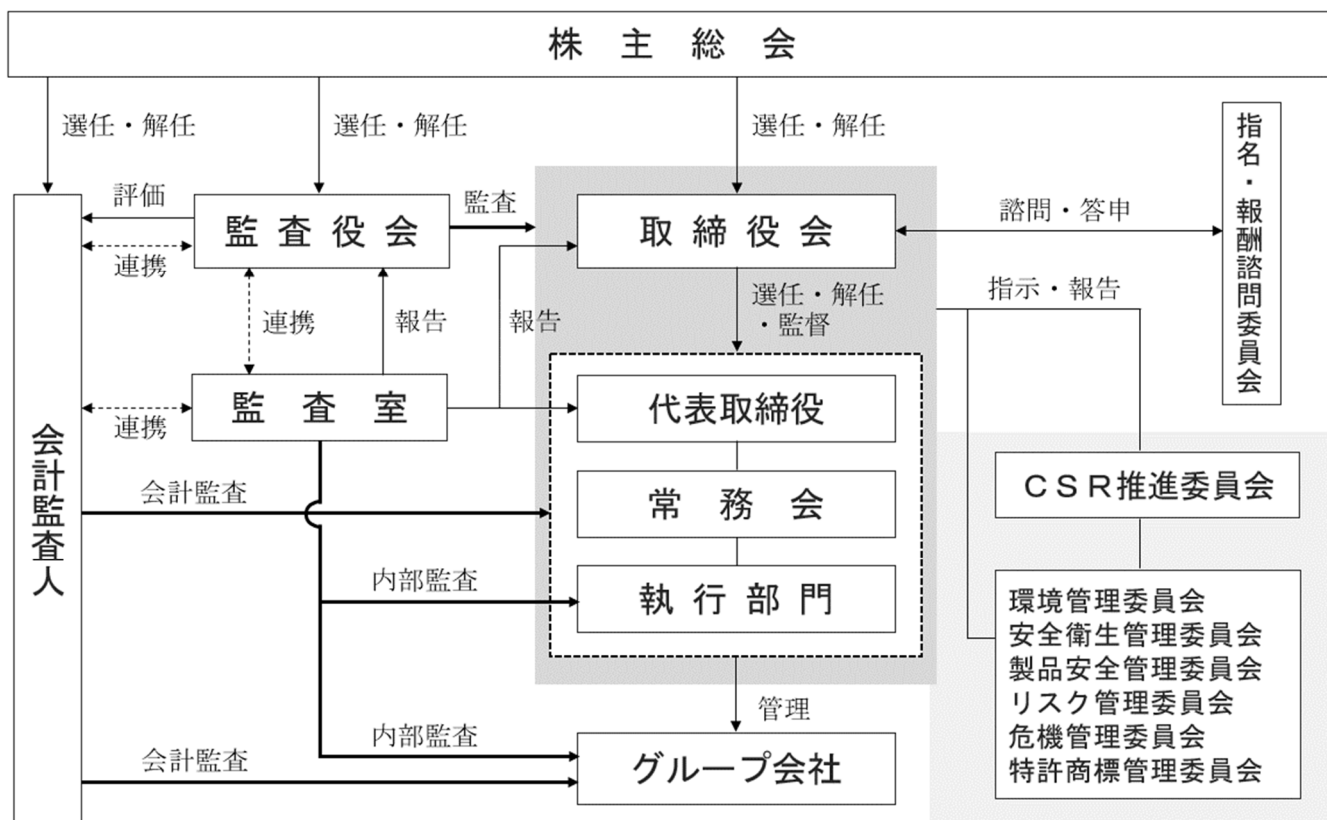 株主総会
選任・解任
選任・解任
選任・解任
指名・報酬諮問委員会
評価
監査役会
監査
取締役会
諮問・答申
連携
連携
報告
報告
選任・解任
・監督
指示・報告
監査室
連携
代表取締役
会計監査人
会計監査
常務会
CSR推進委員会
内部監査
執行部門
環境管理委員会
安全衛生管理委員会
製品安全管理委員会
リスク管理委員会
危機管理委員会
特許商標管理委員会
管理
内部監査
会計監査
グループ会社